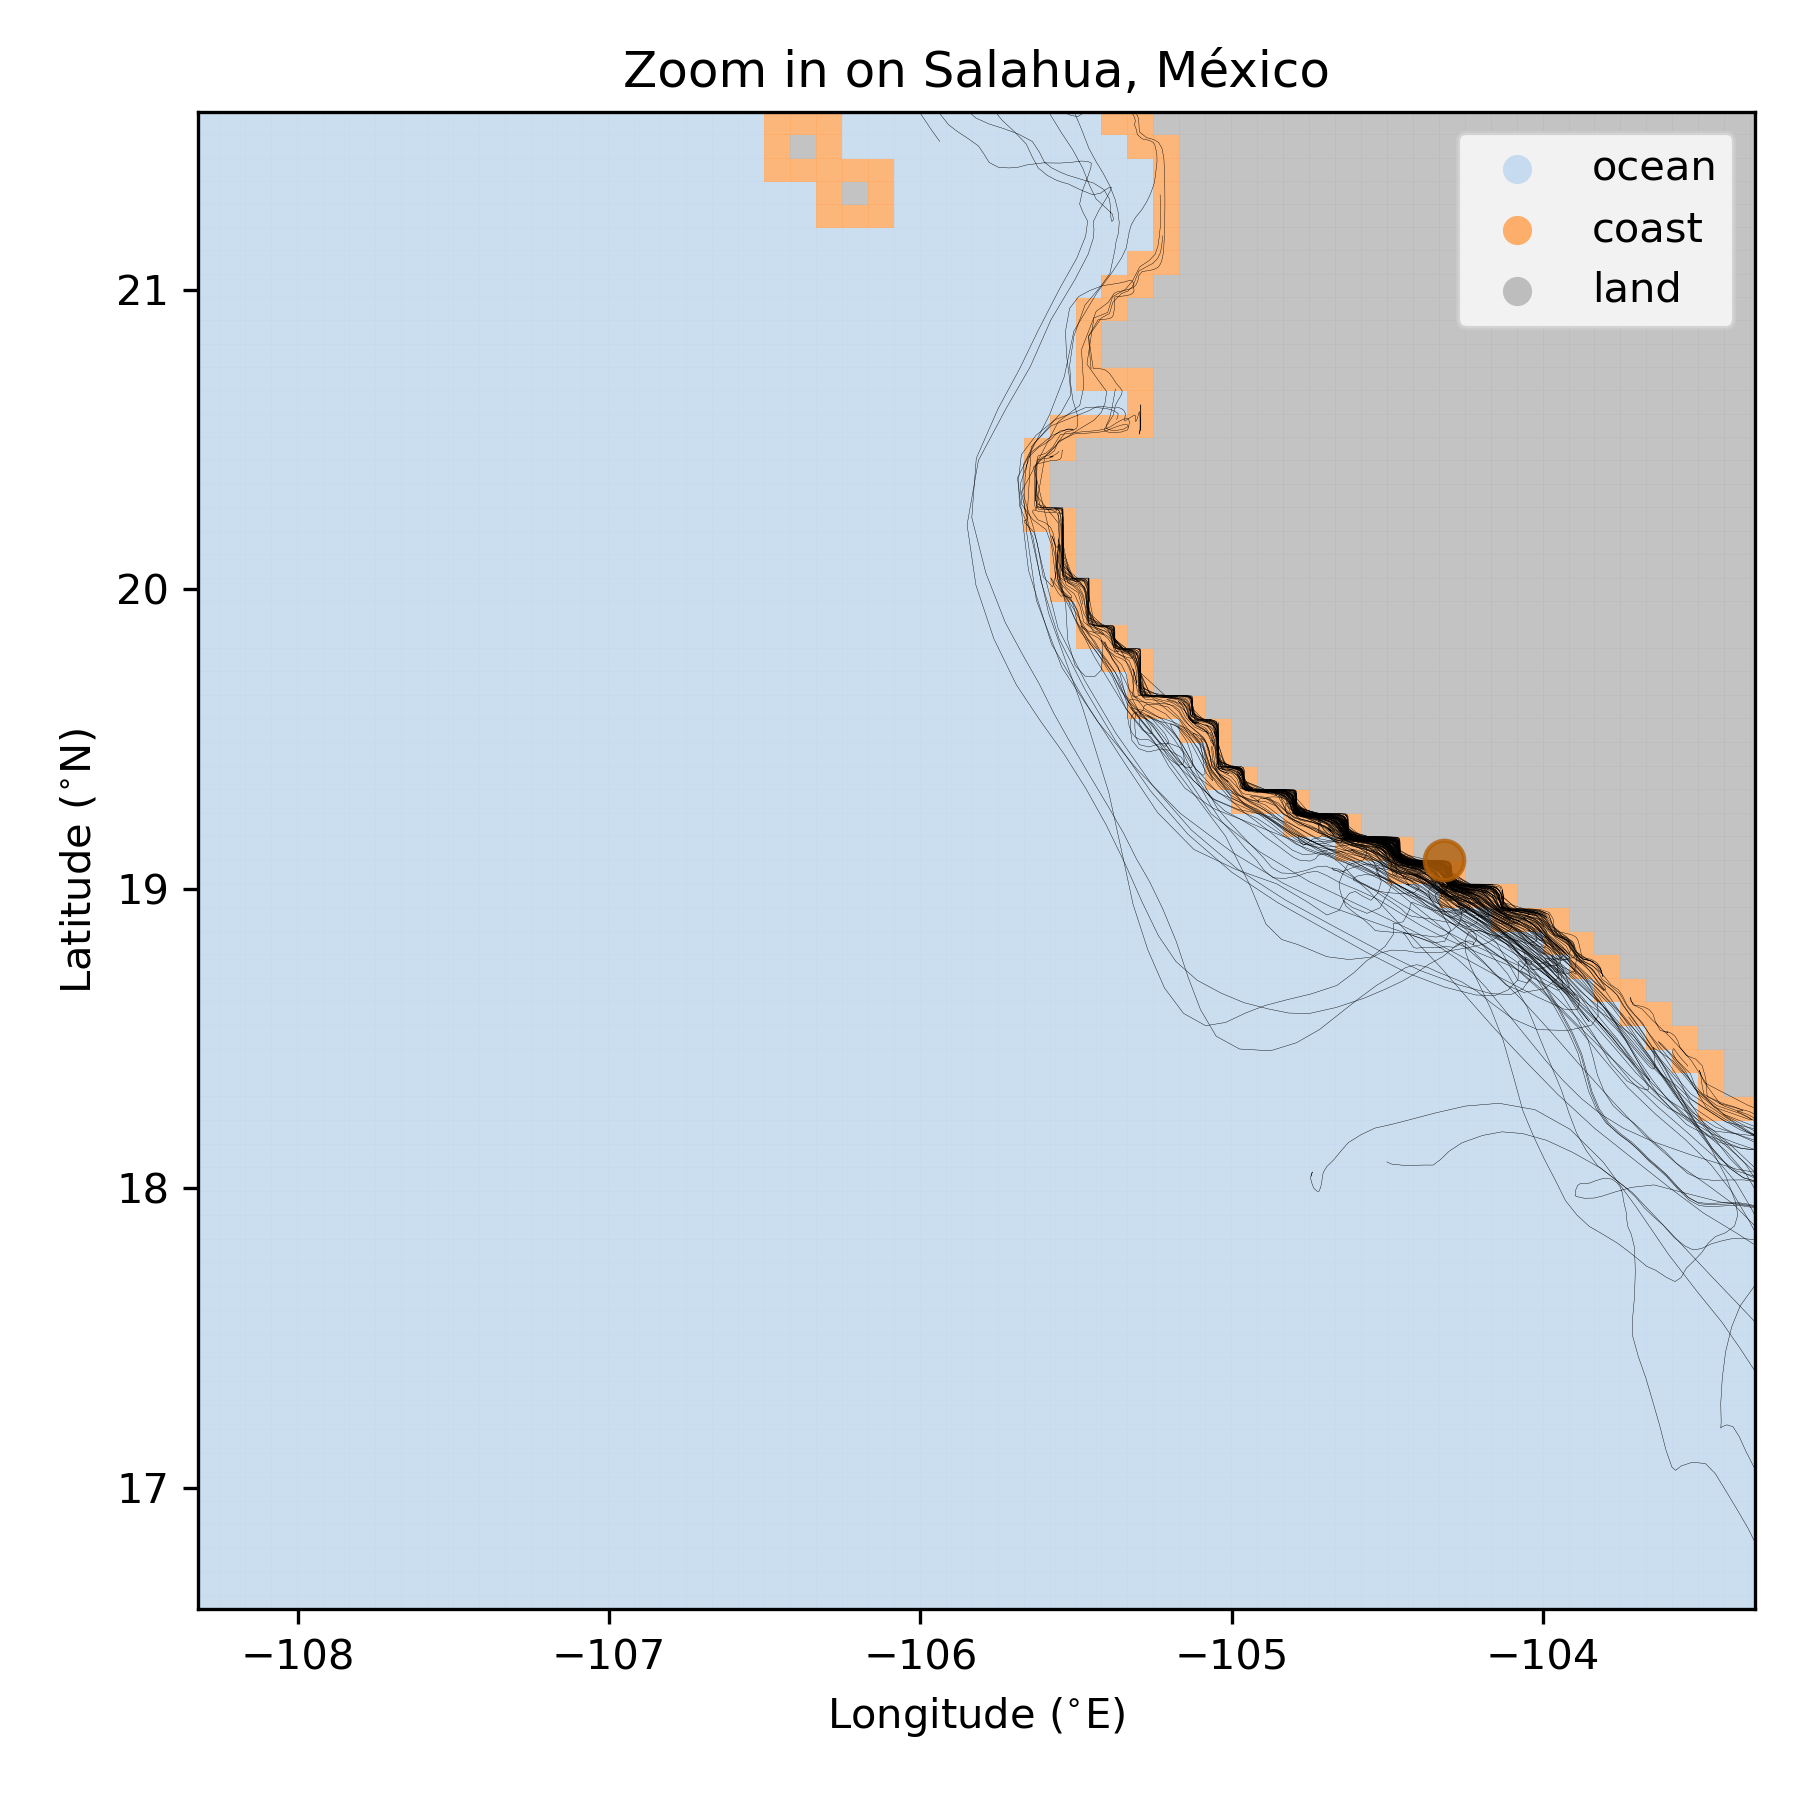 Zoom in on Salahua, México
ocean
coast
land
21
20
19
18
17
Latitude (°N)
−108
−107
−106
−105
−104
Longitude (°E)